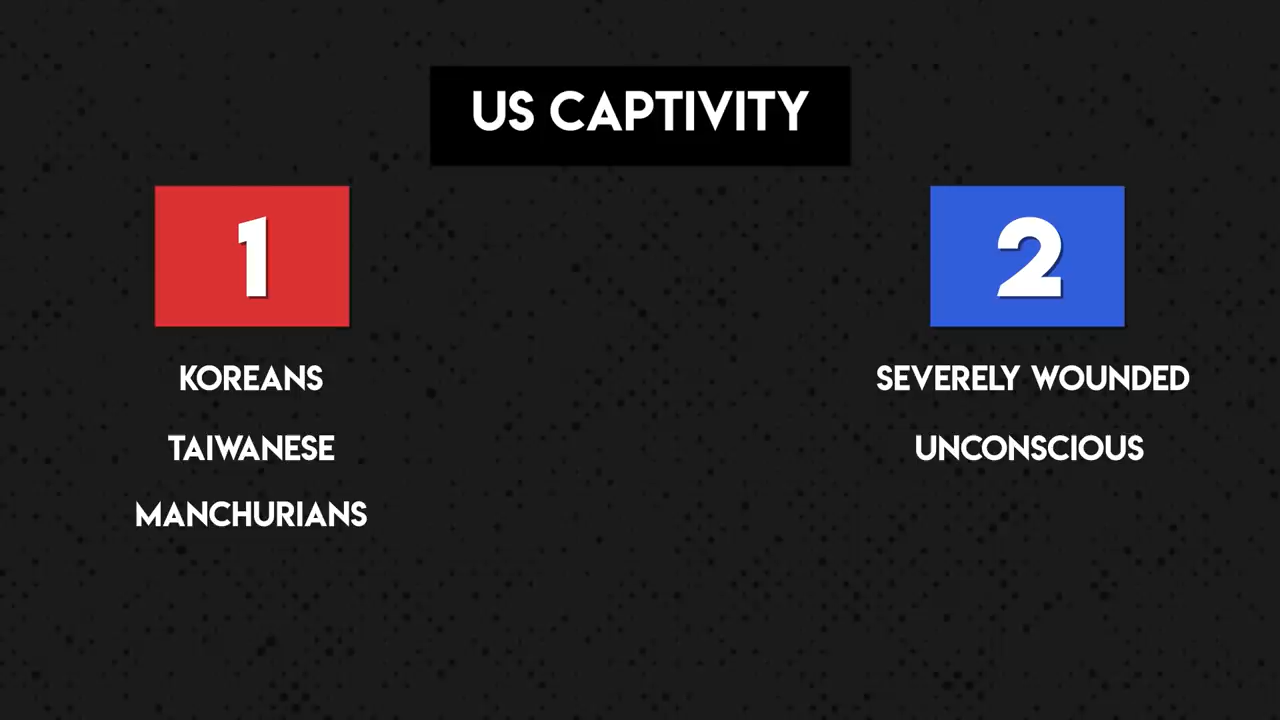 US CAPTIVITY
1
KOREANS
TAIWANESE
MANCHURIANS
2
SEVERELY WOUNDED
UNCONSCIOUS